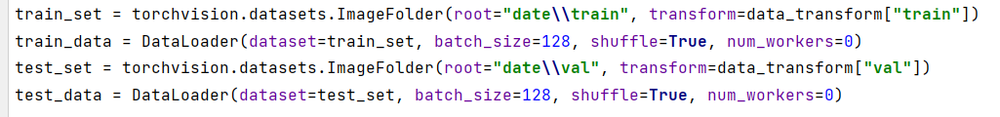 train_set = torchvision.datasets.ImageFolder(root="date\\train", transform=data_transform["train"])
train_data = DataLoader(dataset=train_set, batch_size=128, shuffle=True, num_workers=0)
test_set = torchvision.datasets.ImageFolder(root="date\\val", transform=data_transform["val"])
test_data = DataLoader(dataset=test_set, batch_size=128, shuffle=True, num_workers=0)